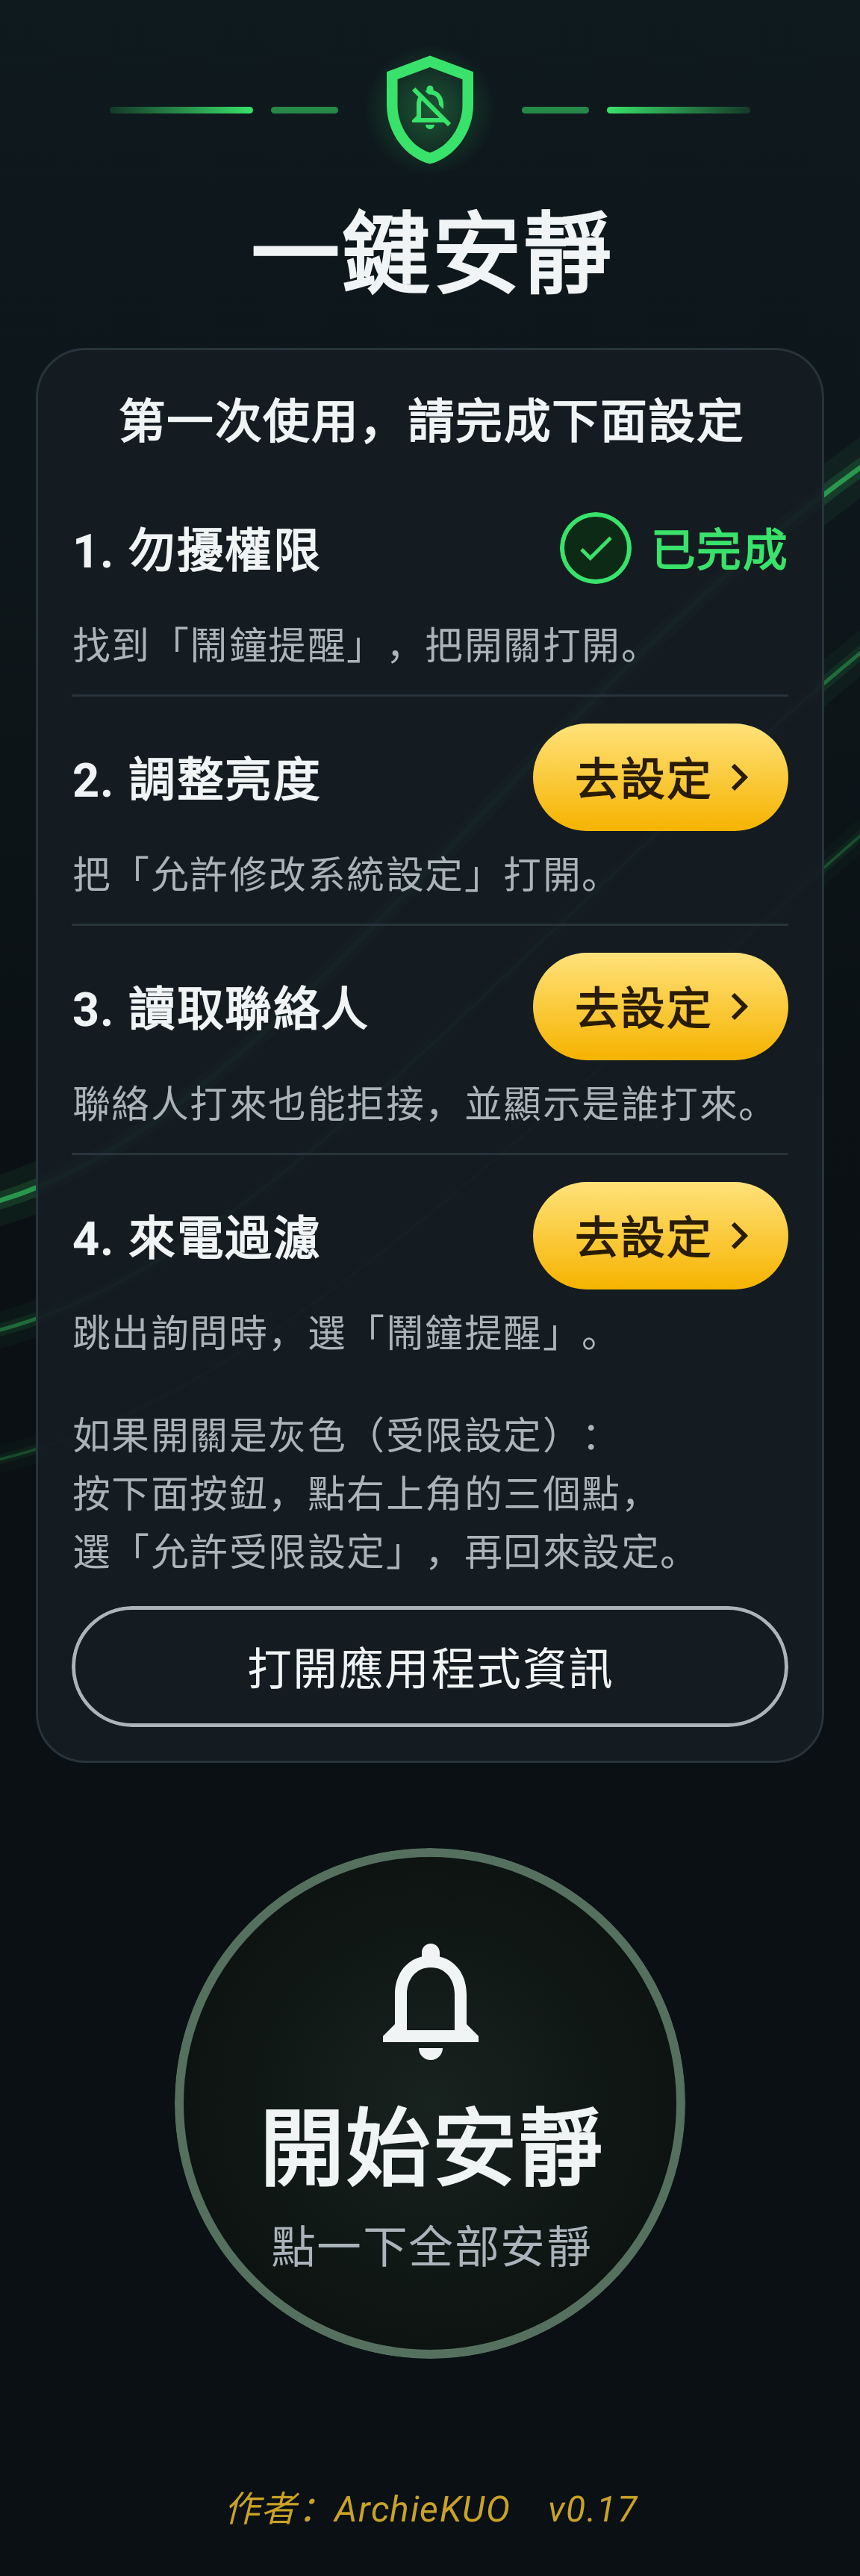 一鍵安靜
第一次使用，請完成下面設定
1. 勿擾權限
已完成
找到「鬧鐘提醒」，把開關打開。
2. 調整亮度
去設定
把「允許修改系統設定」打開。
3. 讀取聯絡人
去設定
聯絡人打來也能拒接，並顯示是誰打來。
4. 來電過濾
去設定
跳出詢問時，選「鬧鐘提醒」。
如果開關是灰色（受限設定）：
按下面按鈕，點右上角的三個點，
選「允許受限設定」，再回來設定。
打開應用程式資訊
開始安靜
點一下全部安靜
作者：ArchieKUO v0.17